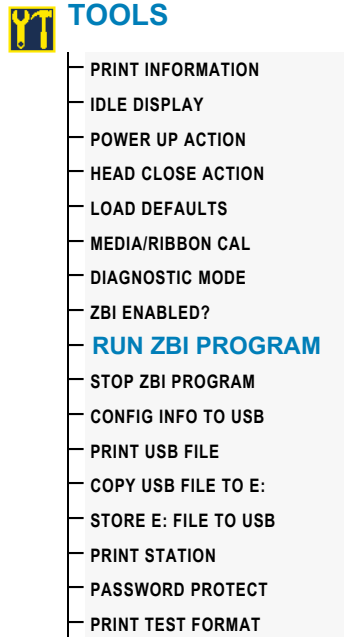 TOOLS
PRINT INFORMATION
IDLE DISPLAY
POWER UP ACTION
HEAD CLOSE ACTION
LOAD DEFAULTS
MEDIA/RIBBON CAL
DIAGNOSTIC MODE
ZBI ENABLED?
RUN ZBI PROGRAM
STOP ZBI PROGRAM
CONFIG INFO TO USB
PRINT USB FILE
COPY USB FILE TO E:
STORE E: FILE TO USB
PRINT STATION
PASSWORD PROTECT
PRINT TEST FORMAT